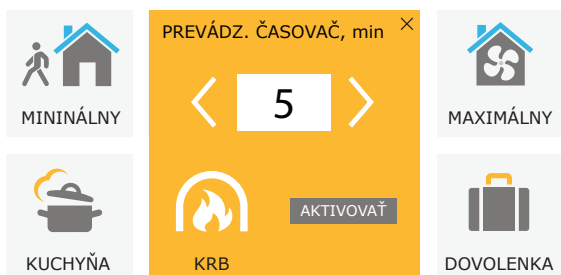 PREVÁDZ. ČASOVAČ, min
MININÁLNY
5
MAXIMÁLNY
AKTIVOVAŤ
KUCHYŇA
KRB
DOVOLENKA